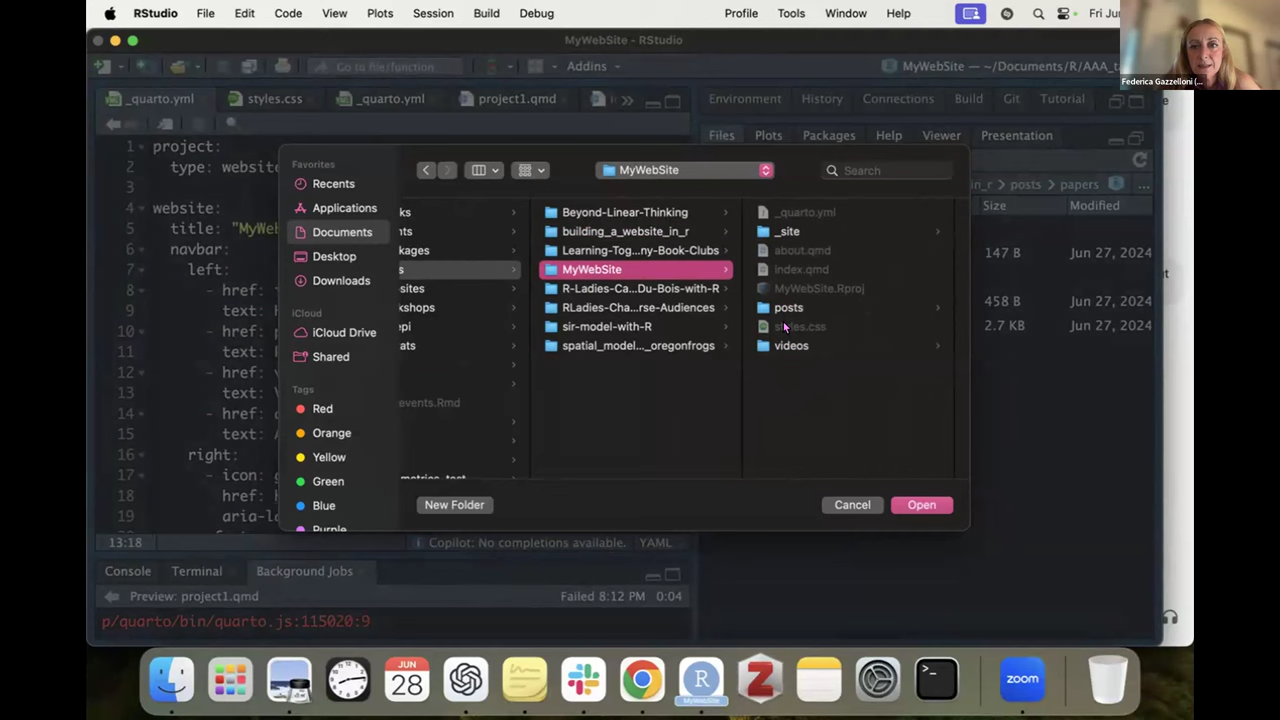 RStudio File Edit Code View Plots Session Build Debug Profile Tools Window Help Fri Jun
Federica Gazzelloni (...
MyWebSite - RStudio
Go to file/function Addins MyWebSite — ~/Documents/R/AAA_ta
_quarto.yml styles.css _quarto.yml project1.qmd
Environment History Connections Build Git Tutorial
Files Plots Packages Help Viewer Presentation
1 project:
2 type: website
3
4 website:
5 title: "MyWeb
6 navbar:
7 left:
8 - href:
9 text:
10 - href:
11 text:
12 - href:
13 text:
14 - href:
15 text:
16 right:
17 - icon:
18 href:
19 aria-l
in_r posts papers ...
Size Modified
147 B Jun 27, 2024
458 B Jun 27, 2024
2.7 KB Jun 27, 2024
Favorites
Recents
Applications
Documents
Desktop
Downloads
iCloud
iCloud Drive
Shared
Tags
Red
Orange
Yellow
Green
Blue
Purple
MyWebSite
Search
Beyond-Linear-Thinking
building_a_website_in_r
Learning-Tog...ny-Book-Clubs
MyWebSite
R-Ladies-Ca...Du-Bois-with-R
RLadies-Cha...rse-Audiences
sir-model-with-R
spatial_model..._oregonfrogs
_quarto.yml
_site
about.qmd
index.qmd
MyWebSite.Rproj
posts
styles.css
videos
New Folder Cancel Open
13:18 Copilot: No completions available. YAML
Console Terminal Background Jobs
Preview: project1.qmd Failed 8:12 PM 0:04
p/quarto/bin/quarto.js:115020:9
JUN
28
R
MyWebSite
Z
>_
zoom